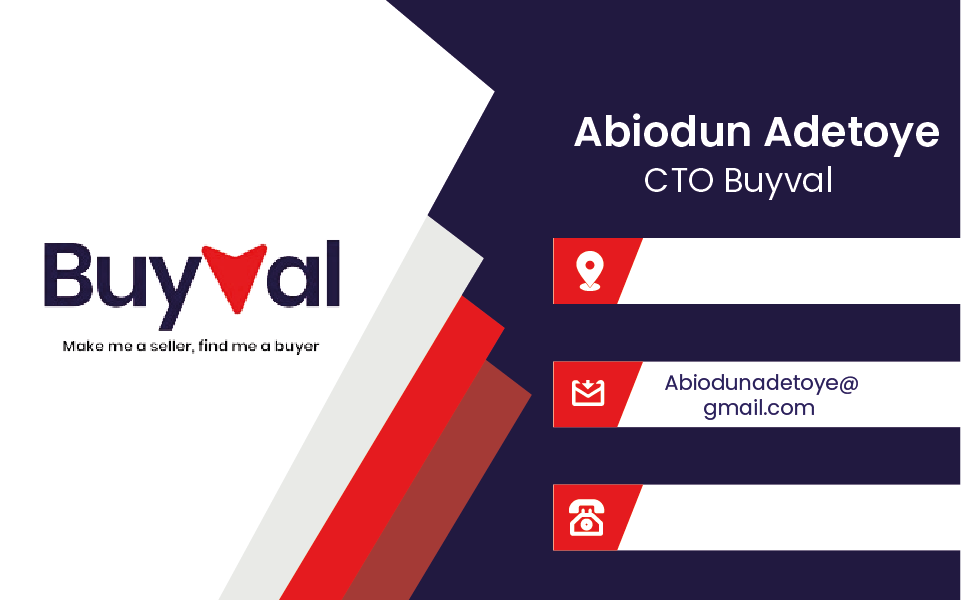 Buyval
Make me a seller, find me a buyer
Abiodun Adetoye
CTO Buyval
Abiodunadetoye@
gmail.com